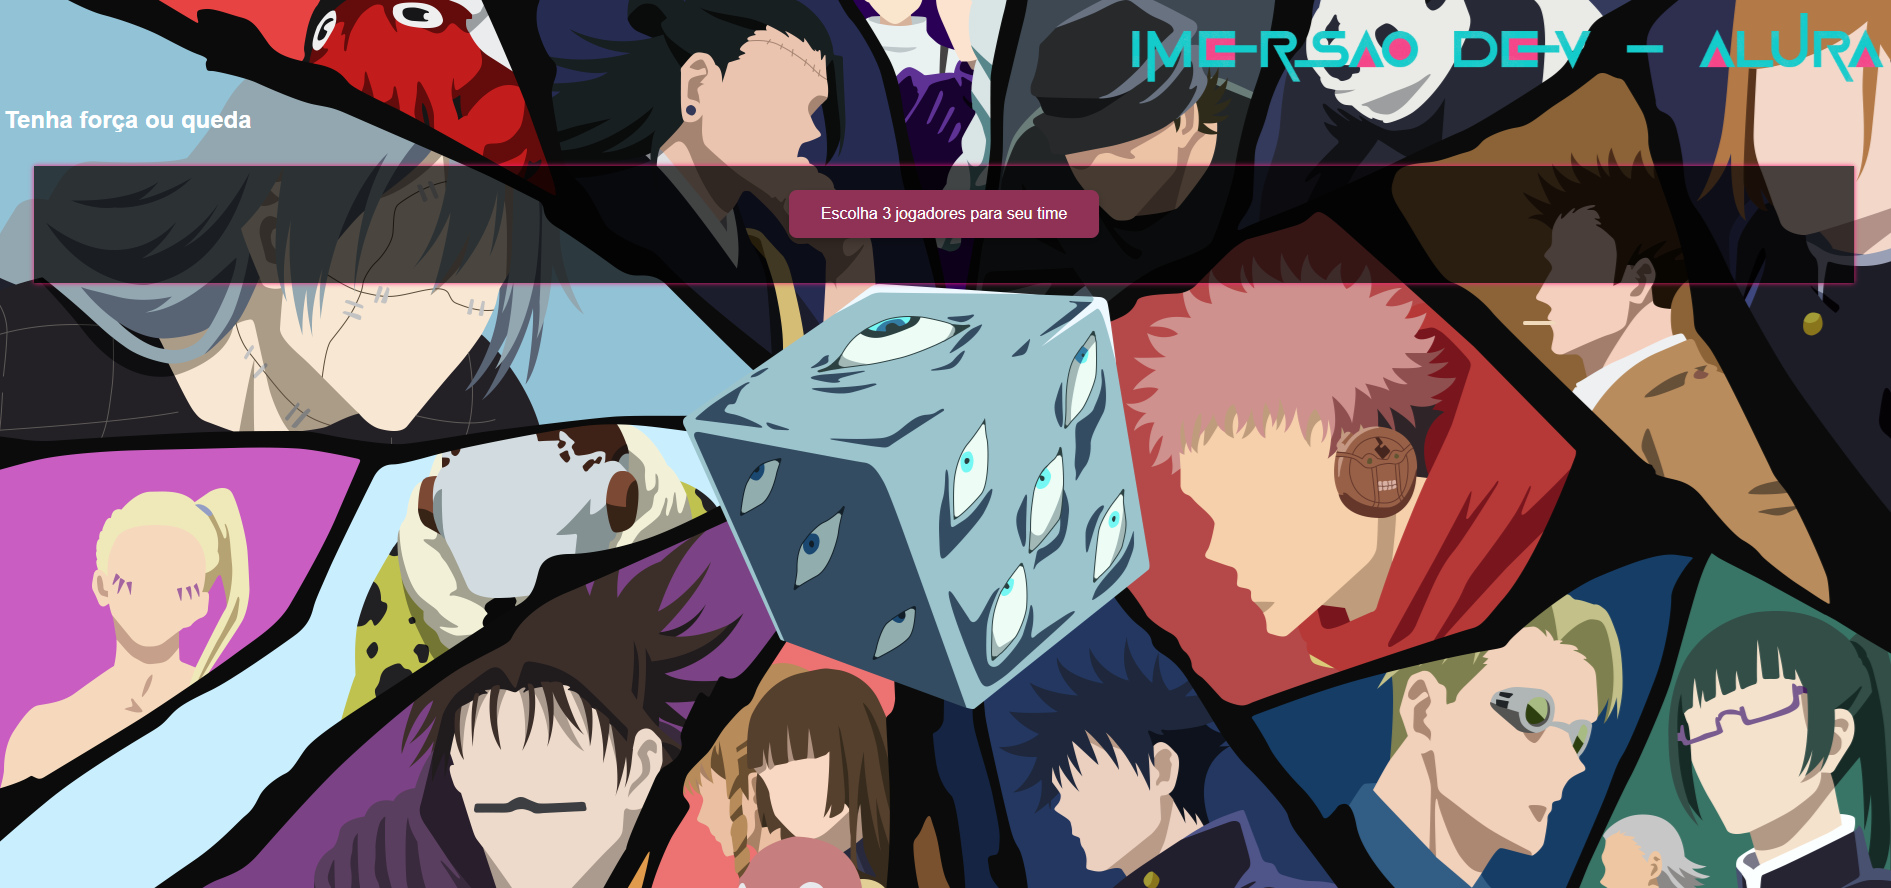 IMERSAO DEV - ALURA
Tenha força ou queda
Escolha 3 jogadores para seu time